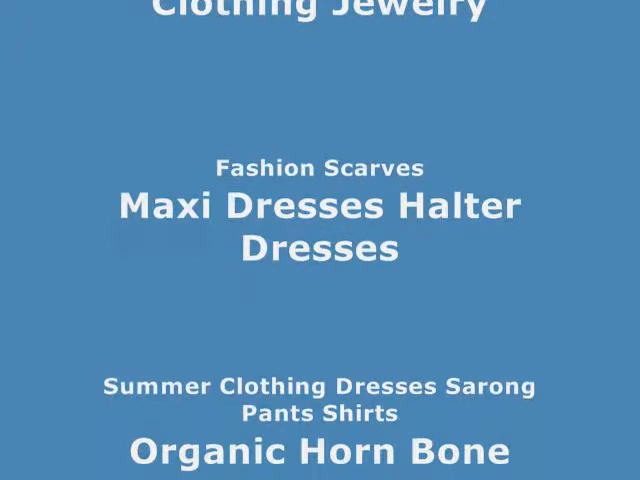 Clothing Jewelry
Fashion Scarves
Maxi Dresses Halter
Dresses
Summer Clothing Dresses Sarong
Pants Shirts
Organic Horn Bone